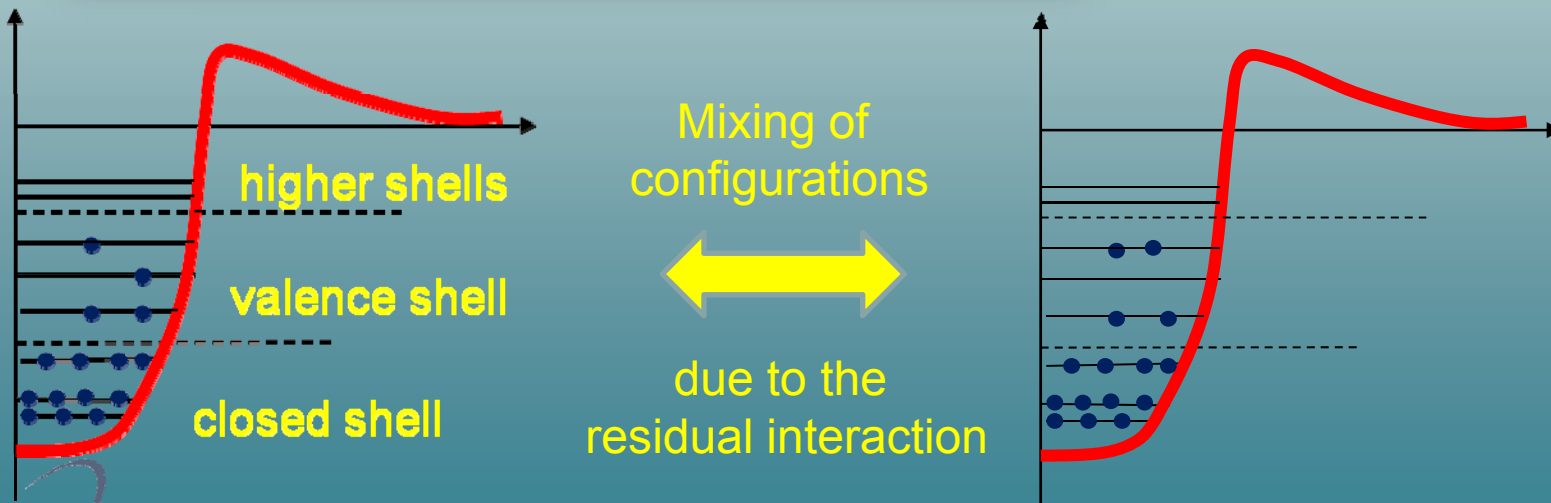 higher shells
valence shell
closed shell
Mixing of
configurations
due to the
residual interaction